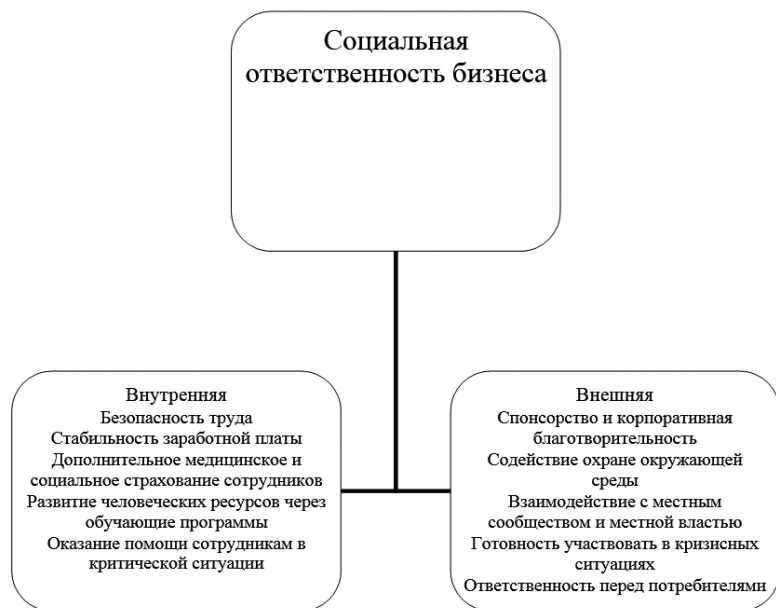 Социальная
ответственность бизнеса
Внутренняя
Безопасность труда
Стабильность заработной платы
Дополнительное медицинское и
социальное страхование сотрудников
Развитие человеческих ресурсов через
обучающие программы
Оказание помощи сотрудникам в
критической ситуации
Внешняя
Спонсорство и корпоративная
благотворительность
Содействие охране окружающей
среды
Взаимодействие с местным
сообществом и местной властью
Готовность участвовать в кризисных
ситуациях
Ответственность перед потребителями